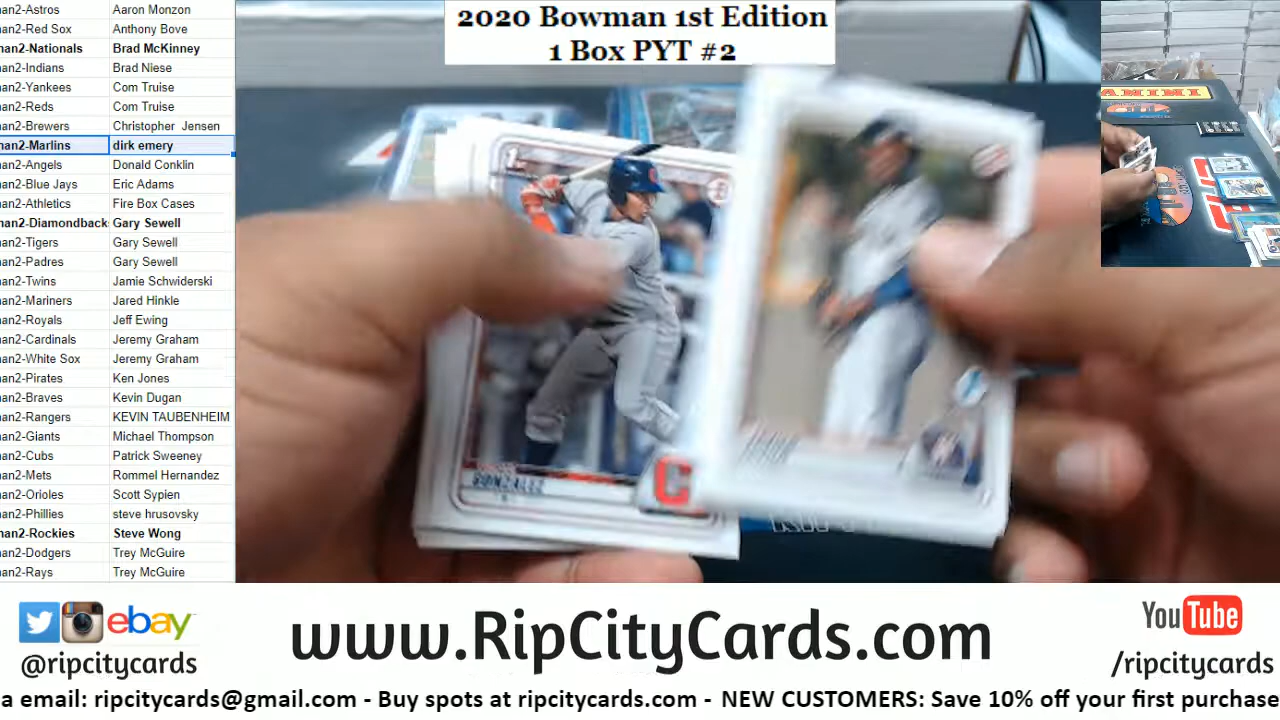 2020 Bowman 1st Edition
1 Box PYT #2
nan2-Astros Aaron Monzon
nan2-Red Sox Anthony Bove
nan2-Nationals Brad McKinney
nan2-Indians Brad Niese
nan2-Yankees Com Truise
nan2-Reds Com Truise
nan2-Brewers Christopher Jensen
nan2-Marlins dirk emery
nan2-Angels Donald Conklin
nan2-Blue Jays Eric Adams
nan2-Athletics Fire Box Cases
nan2-Diamondback: Gary Sewell
nan2-Tigers Gary Sewell
nan2-Padres Gary Sewell
nan2-Twins Jamie Schwiderski
nan2-Mariners Jared Hinkle
nan2-Royals Jeff Ewing
nan2-Cardinals Jeremy Graham
nan2-White Sox Jeremy Graham
nan2-Pirates Ken Jones
nan2-Braves Kevin Dugan
nan2-Rangers KEVIN TAUBENHEIM
nan2-Giants Michael Thompson
nan2-Cubs Patrick Sweeney
nan2-Mets Rommel Hernandez
nan2-Orioles Scott Sypien
nan2-Phillies steve hrusovsky
nan2-Rockies Steve Wong
nan2-Dodgers Trey McGuire
nan2-Rays Trey McGuire
1st
GONZALEZ
C
PANINI
ebay
@ripcitycards
www.RipCityCards.com
YouTube
/ripcitycards
a email: ripcitycards@gmail.com - Buy spots at ripcitycards.com - NEW CUSTOMERS: Save 10% off your first purchase